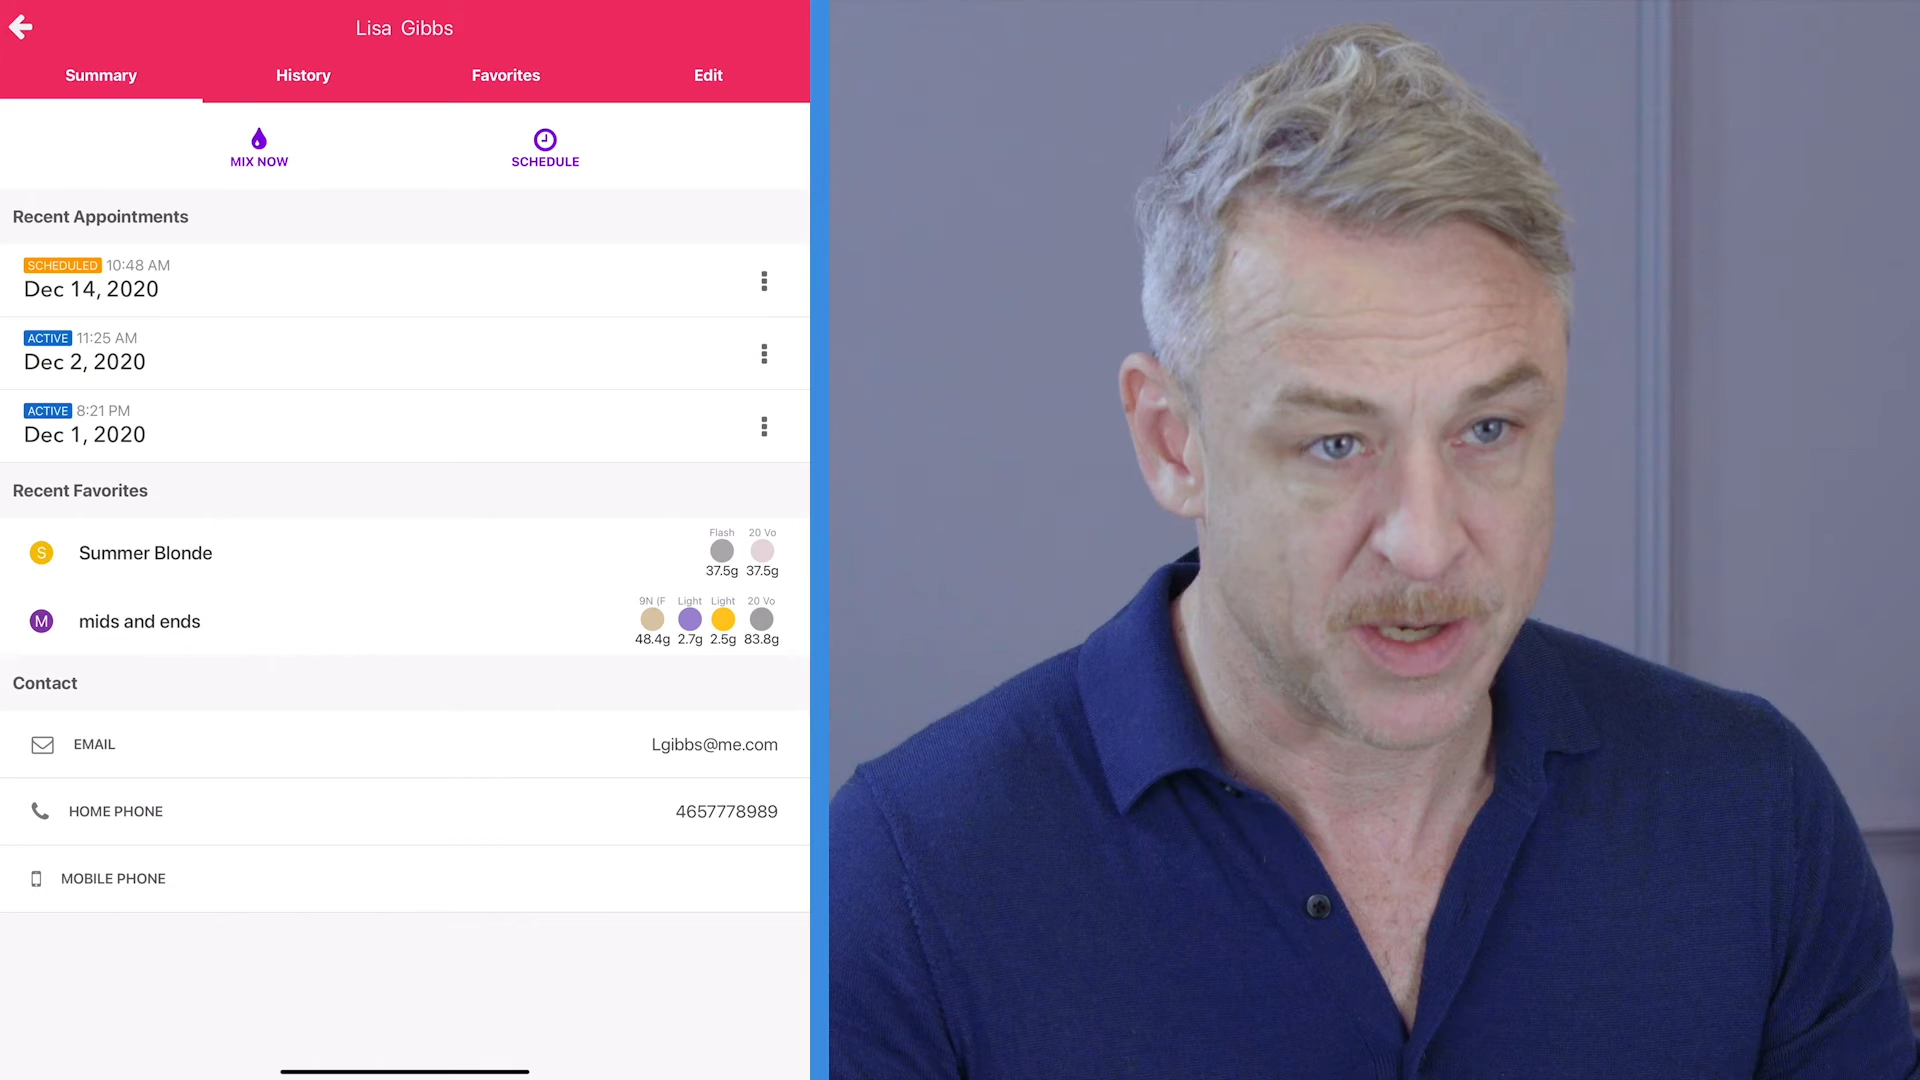 Lisa Gibbs
Summary History Favorites Edit
MIX NOW SCHEDULE
Recent Appointments
SCHEDULED 10:48 AM
Dec 14, 2020
ACTIVE 11:25 AM
Dec 2, 2020
ACTIVE 8:21 PM
Dec 1, 2020
Recent Favorites
Flash 20 Vo
S Summer Blonde
37.5g 37.5g
9N (F Light Light 20 Vo
M mids and ends
48.4g 2.7g 2.5g 83.8g
Contact
EMAIL Lgibbs@me.com
HOME PHONE 4657778989
MOBILE PHONE